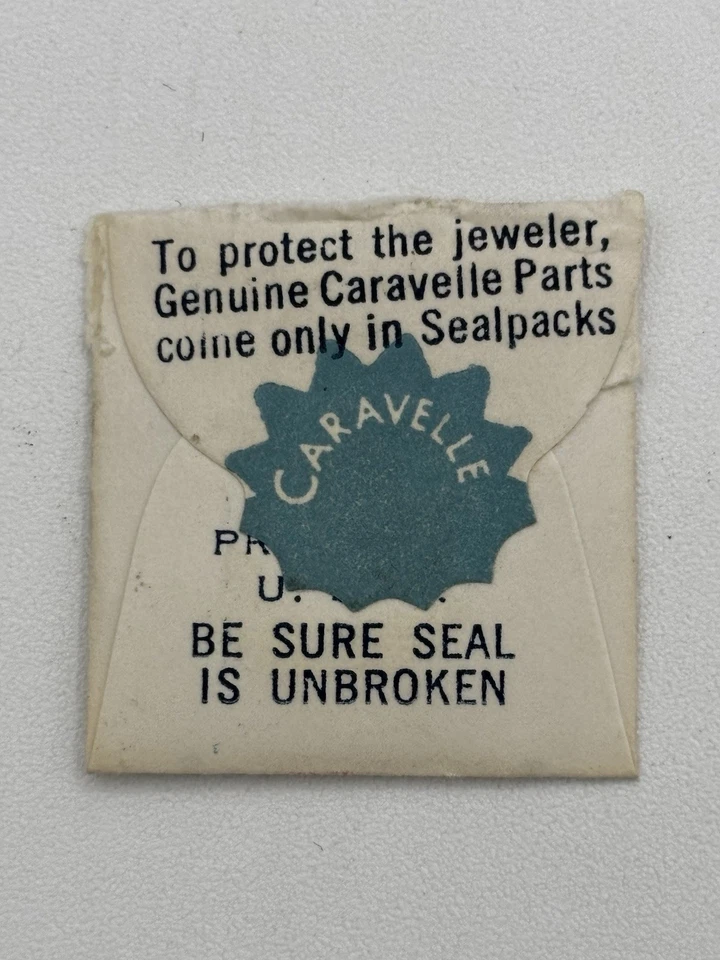 To protect the jeweler,
Genuine Caravelle Parts
come only in Sealpacks
CARAVELLE
BE SURE SEAL
IS UNBROKEN